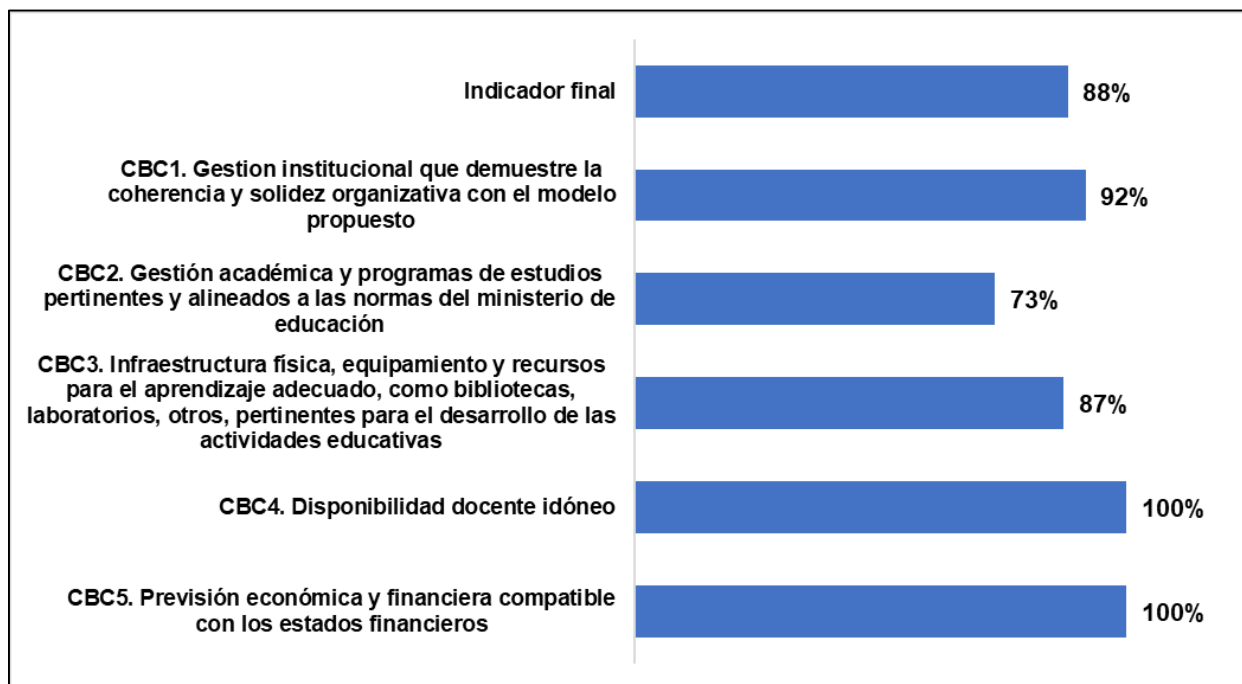 Indicador final
88%
CBC1. Gestion institucional que demuestre la
coherencia y solidez organizativa con el modelo
propuesto
92%
CBC2. Gestión académica y programas de estudios
pertinentes y alineados a las normas del ministerio de
educación
73%
CBC3. Infraestructura física, equipamiento y recursos
para el aprendizaje adecuado, como bibliotecas,
laboratorios, otros, pertinentes para el desarrollo de las
actividades educativas
87%
CBC4. Disponibilidad docente idóneo
100%
CBC5. Previsión económica y financiera compatible
con los estados financieros
100%